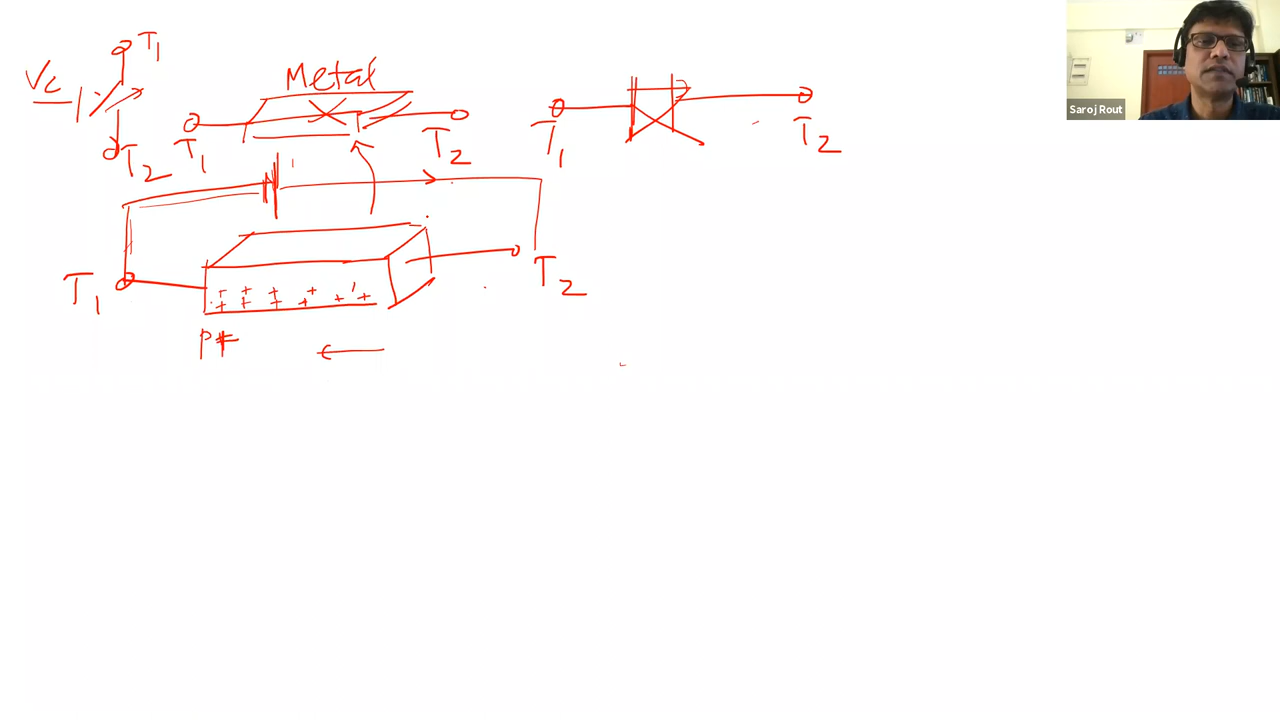 T1
Vc
Metal
T2
T1
T2
T1
T2
T1
T2
+ + + + + +
+ + + +
P+
Saroj Rout